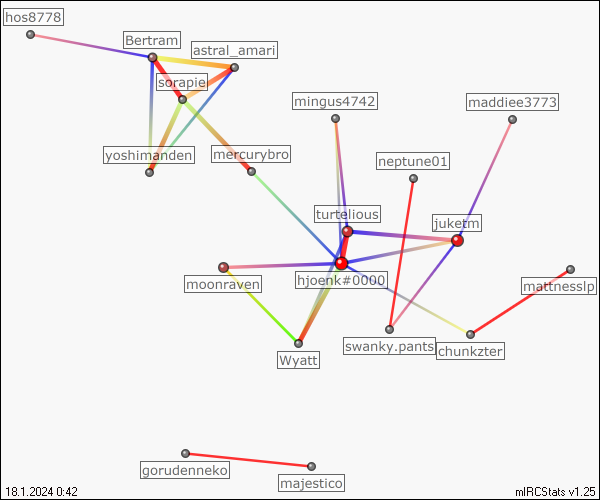 hos8778
Bertram
astral_amari
sorapie
mingus4742
maddiee3773
yoshimanden
mercurybro
neptune01
turtelious
juketm
moonraven
hjoenk#0000
mattnesslp
swanky.pants
chunkzter
Wyatt
gorudenneko
majestico
18.1.2024 0:42
mIRCStats v1.25